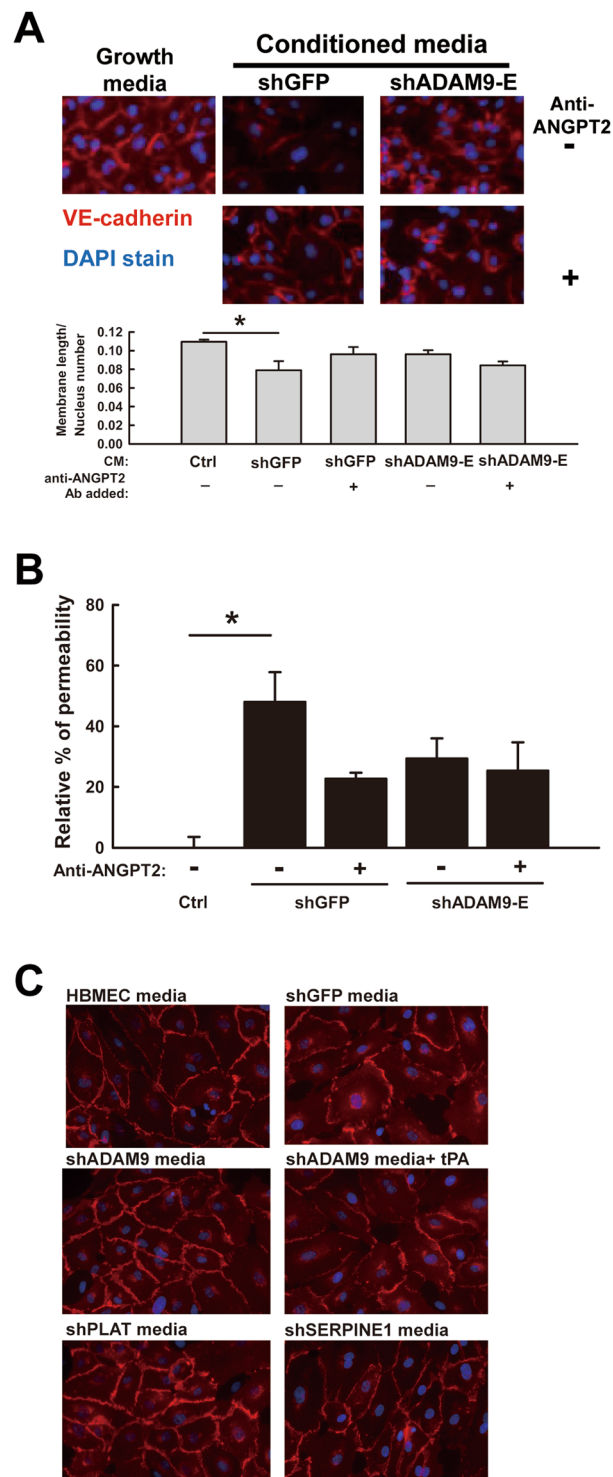 A
Growth media
Conditioned media
shGFP
shADAM9-E
Anti-
ANGPT2
-
VE-cadherin
DAPI stain
+
Membrane length/
Nucleus number
0.12
0.10
0.08
0.06
0.04
0.02
0.00
*
CM: Ctrl shGFP shGFP shADAM9-E shADAM9-E
anti-ANGPT2
Ab added: – – + – +
B
Relative % of permeability
80
60
40
20
0
*
Anti-ANGPT2: - - + - +
Ctrl shGFP shADAM9-E
C
HBMEC media shGFP media
shADAM9 media shADAM9 media+ tPA
shPLAT media shSERPINE1 media